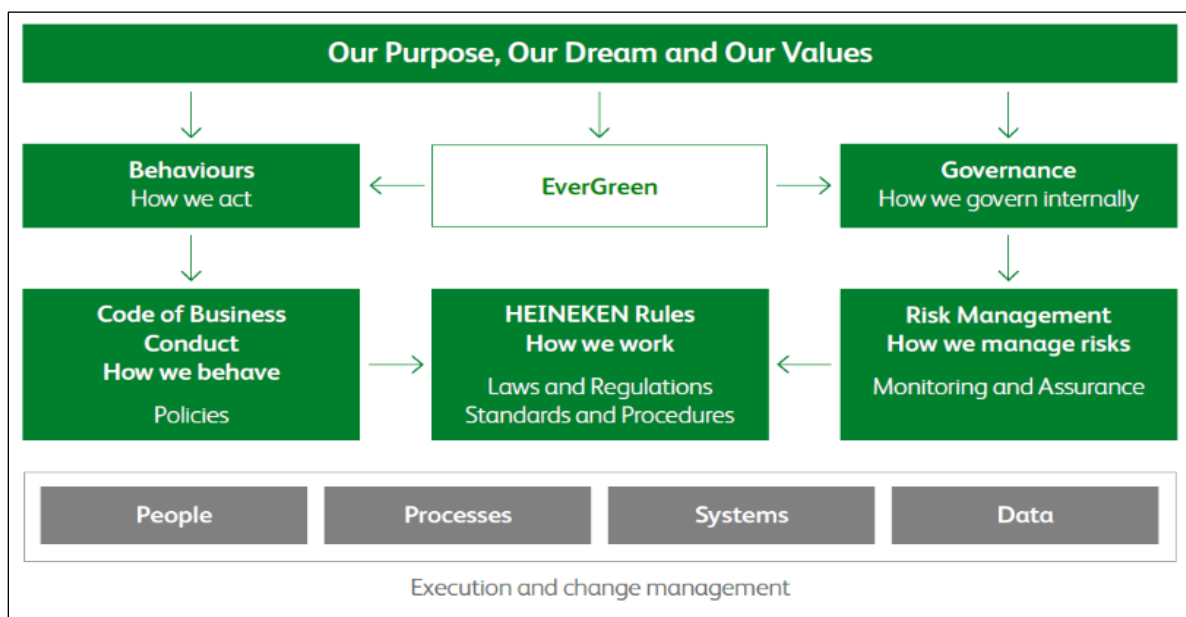 Our Purpose, Our Dream and Our Values
Behaviours
How we act
EverGreen
Governance
How we govern internally
Code of Business
Conduct
How we behave
Policies
HEINEKEN Rules
How we work
Laws and Regulations
Standards and Procedures
Risk Management
How we manage risks
Monitoring and Assurance
People
Processes
Systems
Data
Execution and change management